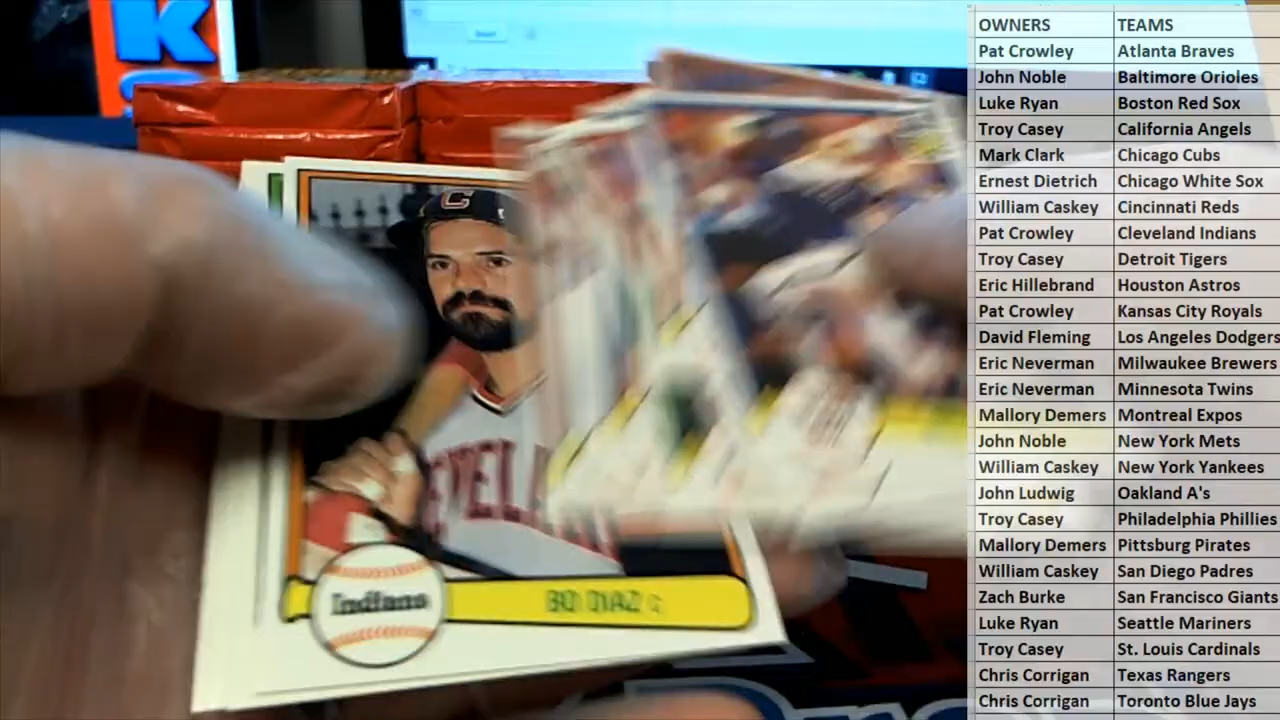 K
C
CLEVELA
Indians
BO DIAZ C
OWNERS TEAMS
Pat Crowley Atlanta Braves
John Noble Baltimore Orioles
Luke Ryan Boston Red Sox
Troy Casey California Angels
Mark Clark Chicago Cubs
Ernest Dietrich Chicago White Sox
William Caskey Cincinnati Reds
Pat Crowley Cleveland Indians
Troy Casey Detroit Tigers
Eric Hillebrand Houston Astros
Pat Crowley Kansas City Royals
David Fleming Los Angeles Dodgers
Eric Neverman Milwaukee Brewers
Eric Neverman Minnesota Twins
Mallory Demers Montreal Expos
John Noble New York Mets
William Caskey New York Yankees
John Ludwig Oakland A's
Troy Casey Philadelphia Phillies
Mallory Demers Pittsburg Pirates
William Caskey San Diego Padres
Zach Burke San Francisco Giants
Luke Ryan Seattle Mariners
Troy Casey St. Louis Cardinals
Chris Corrigan Texas Rangers
Chris Corrigan Toronto Blue Jays